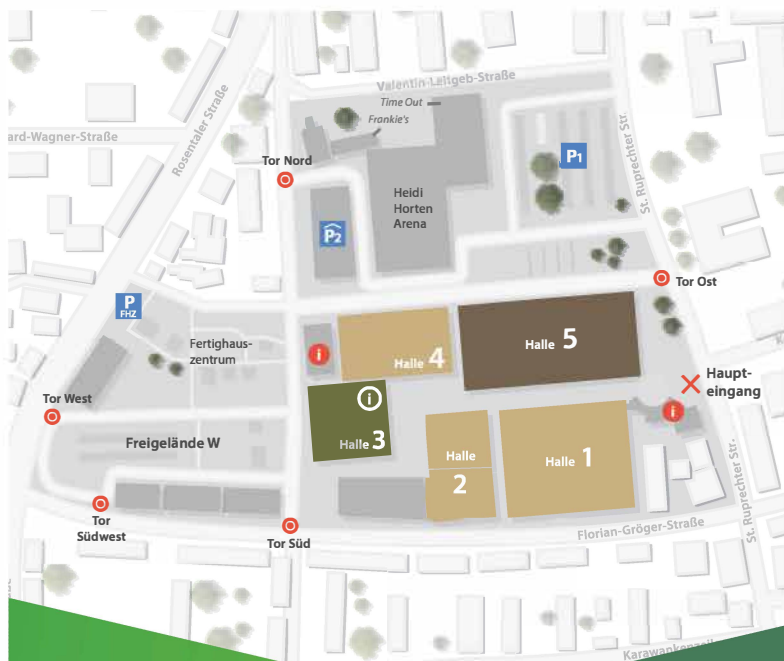 Valentin-Leitgeb-Straße
Time Out
Frankie's
ard-Wagner-Straße
Rosentaler Straße
Tor Nord
P1
St. Ruprechter Str.
Heidi
Horten
Arena
P2
Tor Ost
P
FHZ
Fertighaus-
zentrum
i
Halle 4
Halle 5
Haupt-
eingang
i
Tor West
i
Halle 3
Freigelände W
Halle
2
Halle 1
Tor
Südwest
Tor Süd
Florian-Gröger-Straße
St. Ruprechter Str.